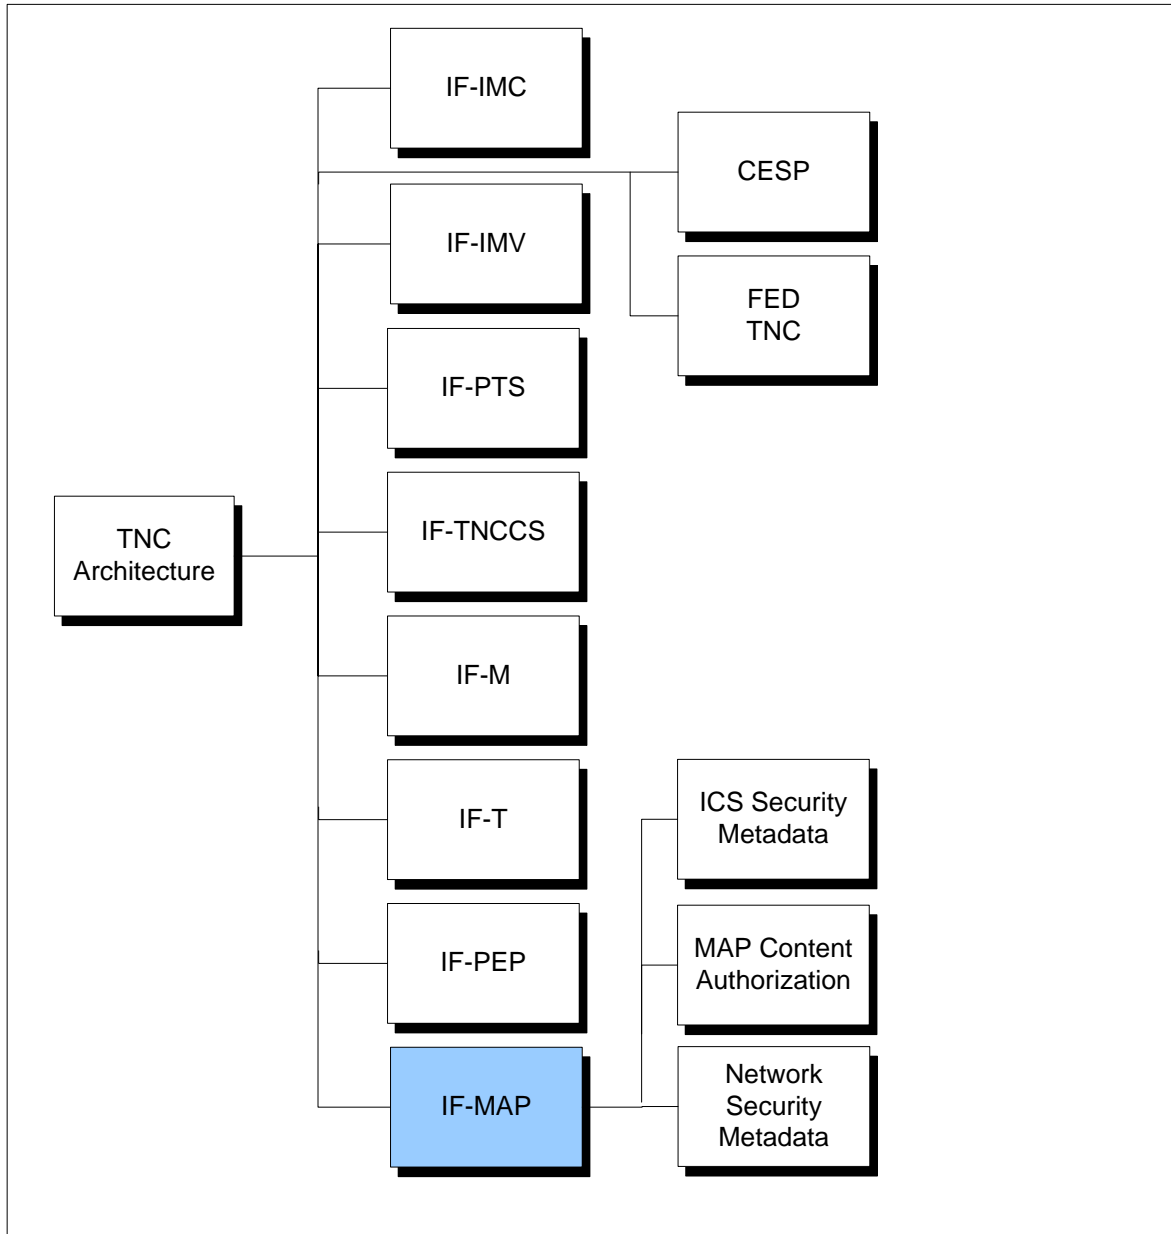 IF-IMC
CESP
IF-IMV
FED
TNC
IF-PTS
IF-TNCCS
TNC
Architecture
IF-M
ICS Security
Metadata
IF-T
MAP Content
Authorization
IF-PEP
Network
Security
Metadata
IF-MAP